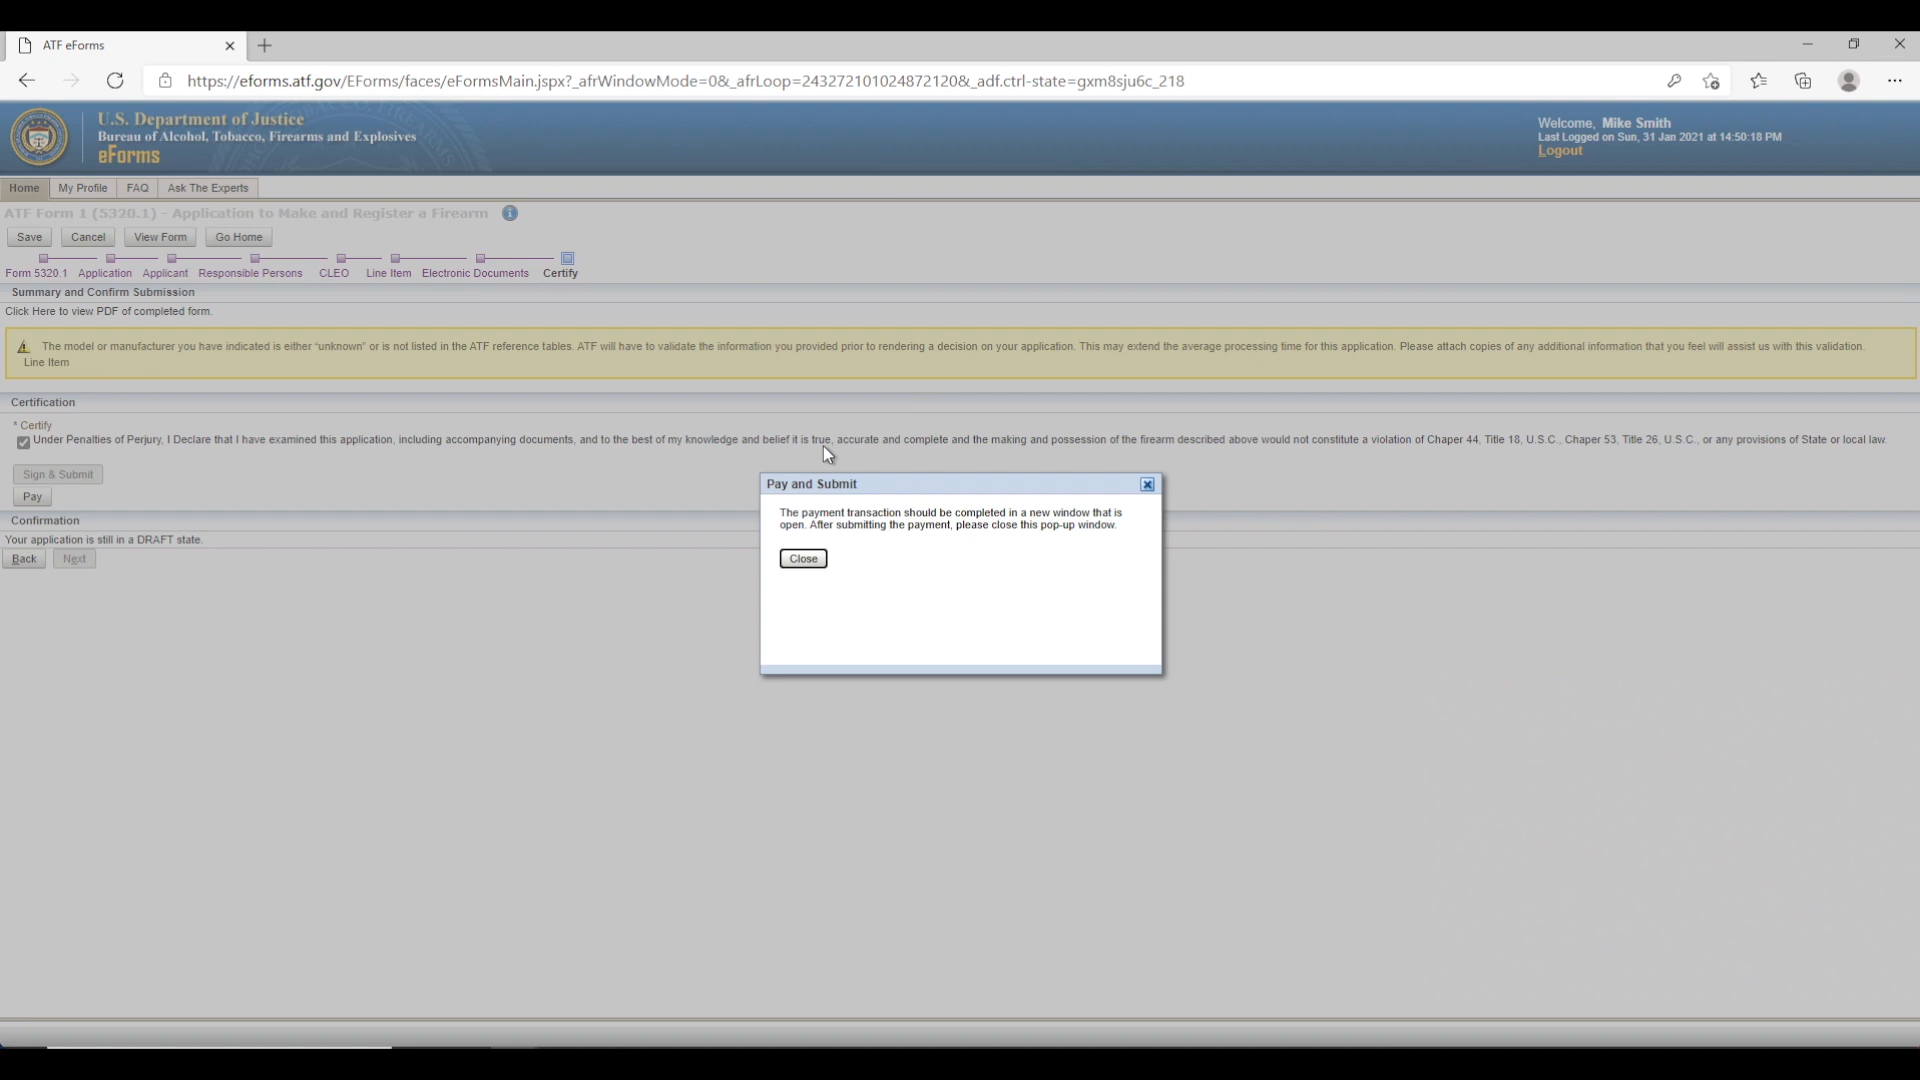 ATF eForms
https://eforms.atf.gov/EForms/faces/eFormsMain.jspx?_afrWindowMode=0&_afrLoop=243272101024872120&_adf.ctrl-state=gxm8sju6c_218
U.S. Department of Justice
Bureau of Alcohol, Tobacco, Firearms and Explosives
eForms
Welcome, Mike Smith
Last Logged on Sun, 31 Jan 2021 at 14:50:18 PM
Logout
Home My Profile FAQ Ask The Experts
ATF Form 1 (5320.1) - Application to Make and Register a Firearm
Save Cancel View Form Go Home
Form 5320.1 Application Applicant Responsible Persons CLEO Line Item Electronic Documents Certify
Summary and Confirm Submission
Click Here to view PDF of completed form.
The model or manufacturer you have indicated is either “unknown” or is not listed in the ATF reference tables. ATF will have to validate the information you provided prior to rendering a decision on your application. This may extend the average processing time for this application. Please attach copies of any additional information that you feel will assist us with this validation.
Line Item
Certification
* Certify
Under Penalties of Perjury, I Declare that I have examined this application, including accompanying documents, and to the best of my knowledge and belief it is true, accurate and complete and the making and possession of the firearm described above would not constitute a violation of Chaper 44, Title 18, U.S.C., Chaper 53, Title 26, U.S.C., or any provisions of State or local law.
Sign & Submit
Pay
Pay and Submit
The payment transaction should be completed in a new window that is
open. After submitting the payment, please close this pop-up window.
Close
Confirmation
Your application is still in a DRAFT state.
Back Next